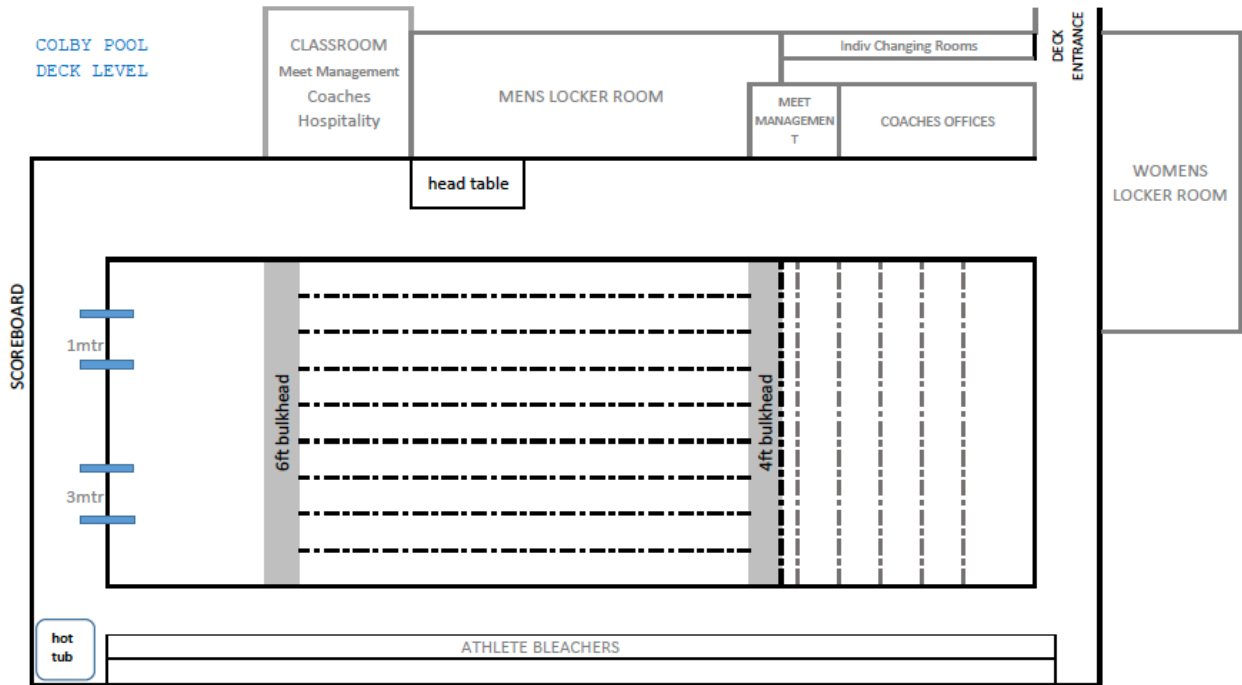 COLBY POOL
DECK LEVEL
CLASSROOM
Meet Management
Coaches
Hospitality
MENS LOCKER ROOM
Indiv Changing Rooms
MEET
MANAGEMEN
T
COACHES OFFICES
DECK
ENTRANCE
WOMENS
LOCKER ROOM
head table
SCOREBOARD
1mtr
3mtr
6ft bulkhead
4ft bulkhead
hot
tub
ATHLETE BLEACHERS